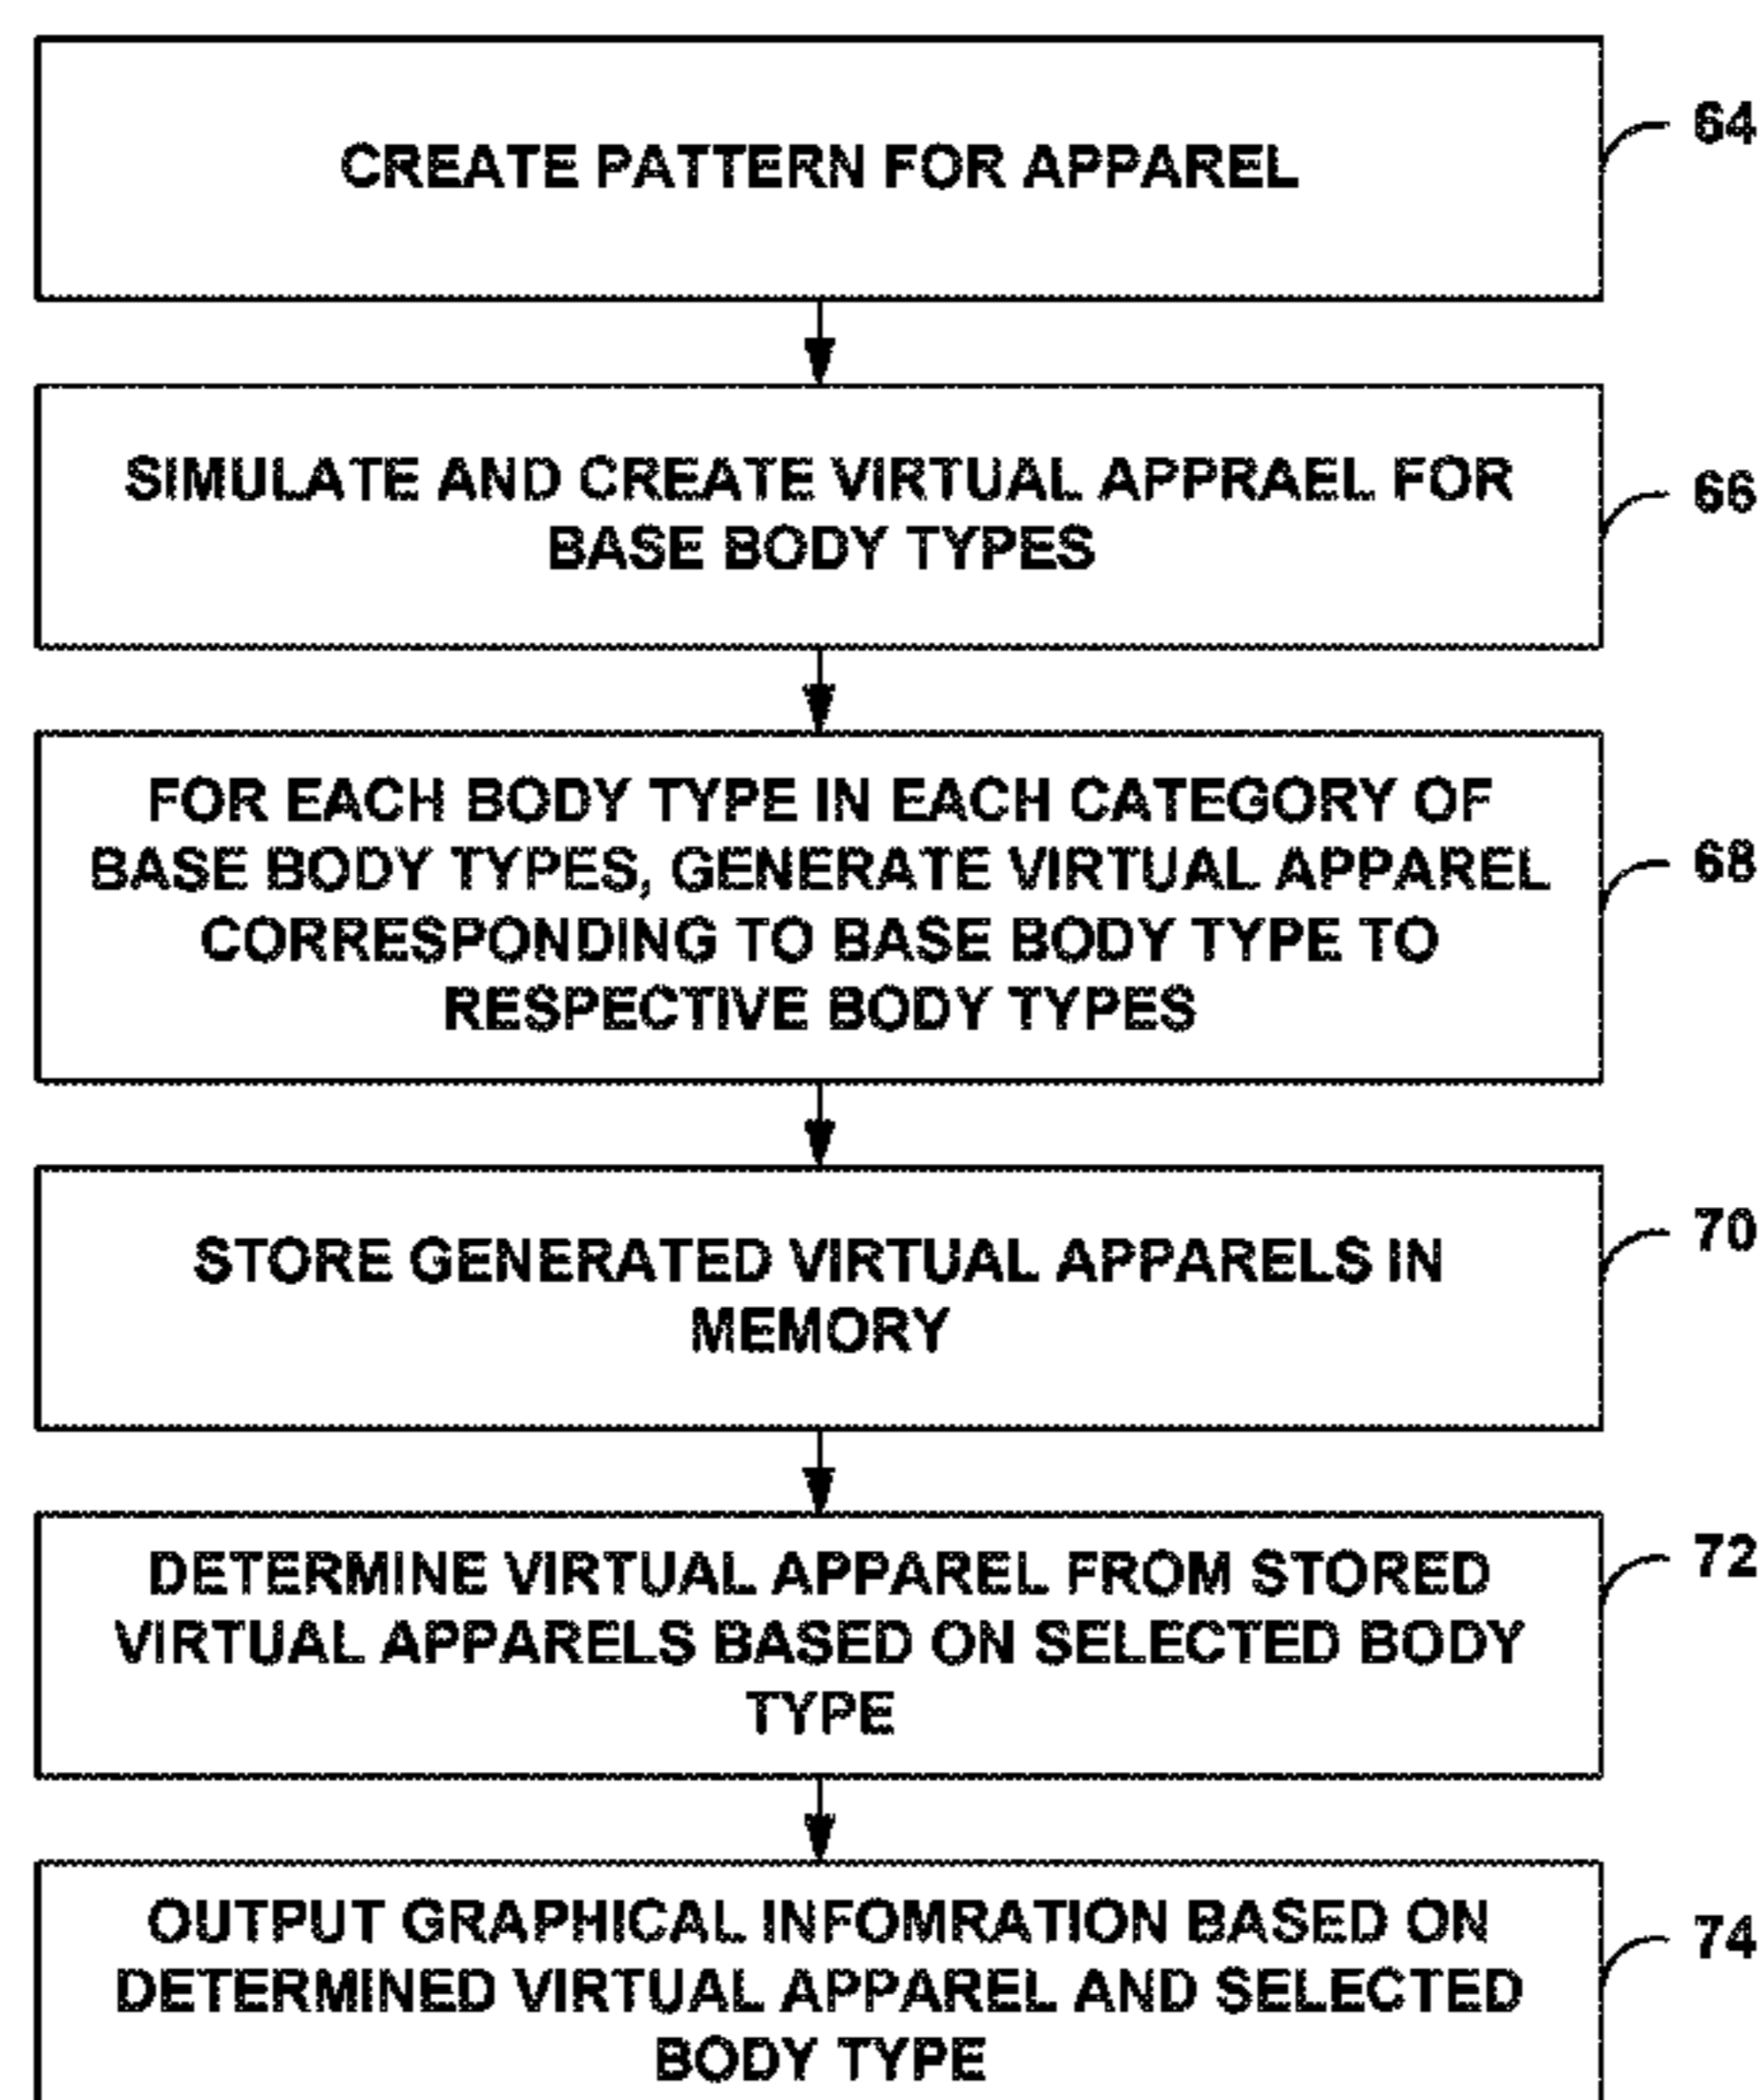 CREATE PATTERN FOR APPAREL
64
SIMULATE AND CREATE VIRTUAL APPRAEL FOR
BASE BODY TYPES
66
FOR EACH BODY TYPE IN EACH CATEGORY OF
BASE BODY TYPES, GENERATE VIRTUAL APPAREL
CORRESPONDING TO BASE BODY TYPE TO
RESPECTIVE BODY TYPES
68
STORE GENERATED VIRTUAL APPARELS IN
MEMORY
70
DETERMINE VIRTUAL APPAREL FROM STORED
VIRTUAL APPARELS BASED ON SELECTED BODY
TYPE
72
OUTPUT GRAPHICAL INFOMRATION BASED ON
DETERMINED VIRTUAL APPAREL AND SELECTED
BODY TYPE
74